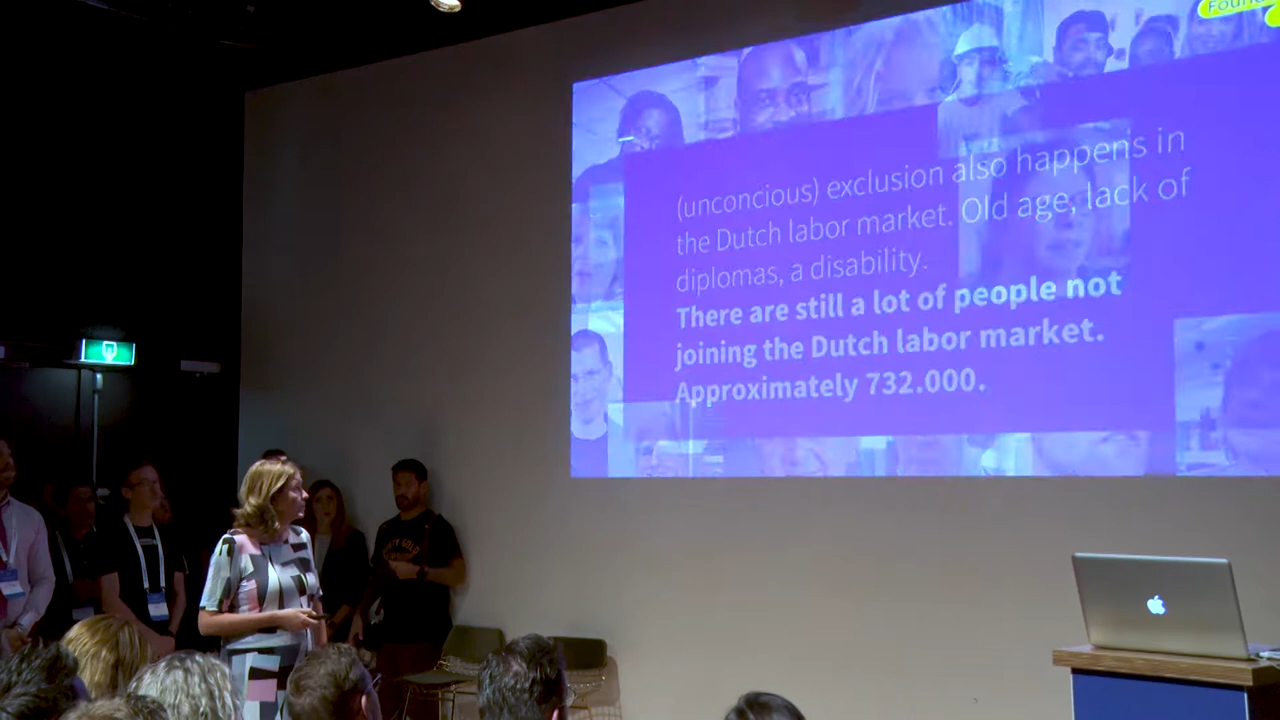 Found
(unconcious) exclusion also happens in
the Dutch labor market. Old age, lack of
diplomas, a disability.
There are still a lot of people not
joining the Dutch labor market.
Approximately 732.000.